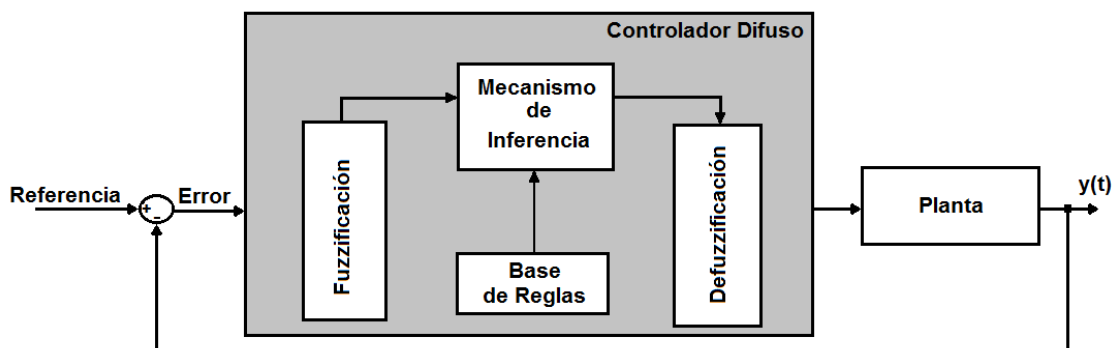 Controlador Difuso
Mecanismo
de
Inferencia
Fuzzificación
Defuzzificación
Base
de Reglas
Referencia
+
-
Error
Planta
y(t)